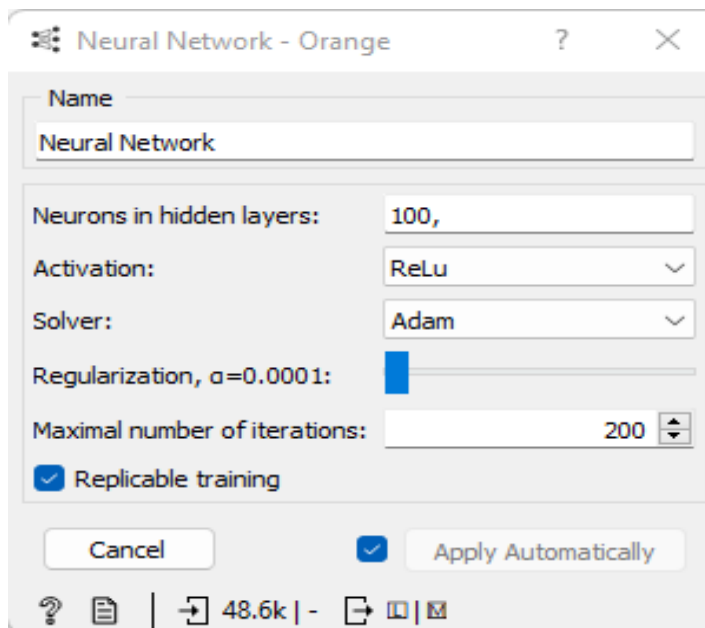 Neural Network - Orange ?
Name
Neural Network
Neurons in hidden layers: 100,
Activation: ReLu
Solver: Adam
Regularization, α=0.0001:
Maximal number of iterations: 200
Replicable training
Cancel Apply Automatically
? 48.6k | - L | M